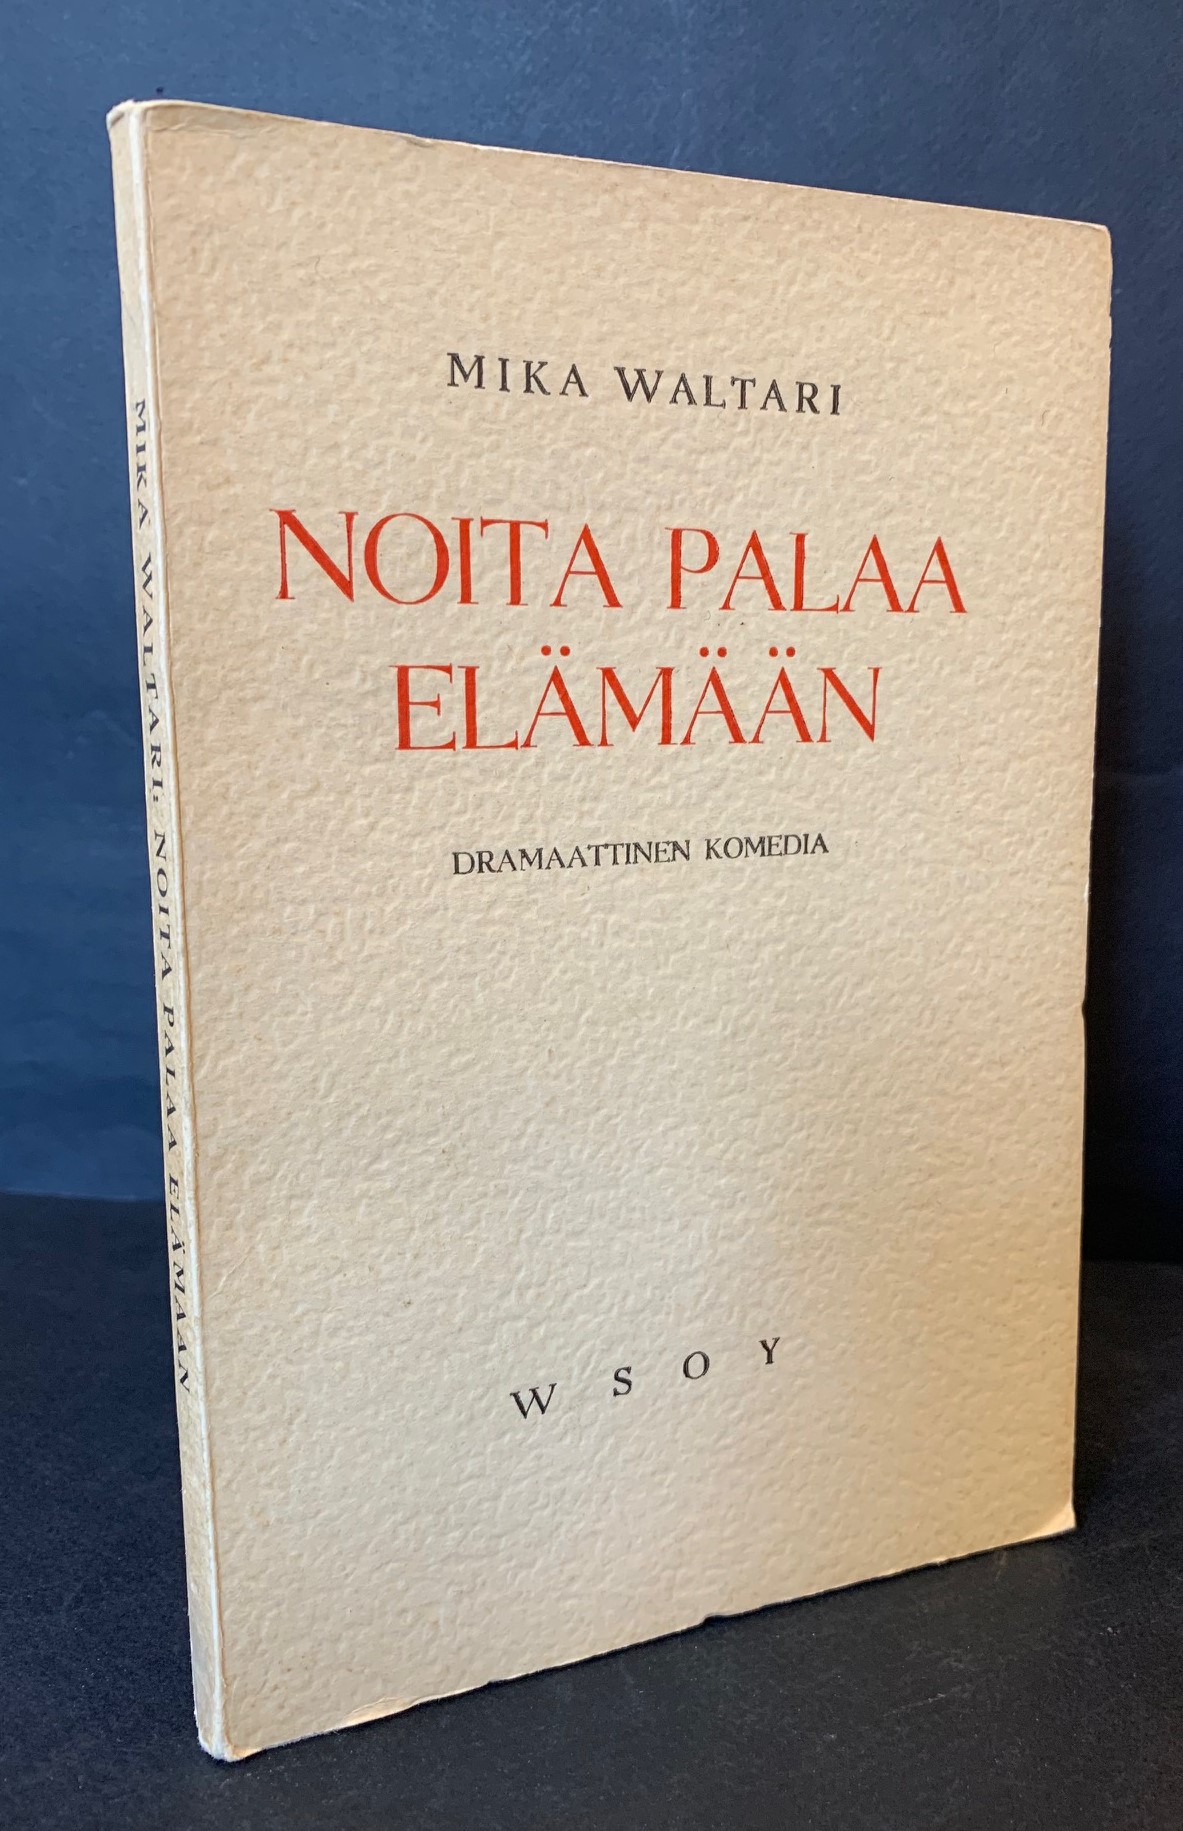 MIKA WALTARI
NOITA PALAA
ELÄMÄÄN
DRAMAATTINEN KOMEDIA
W S O Y
MIKA WALTARI: NOITA PALAA ELÄMÄÄN